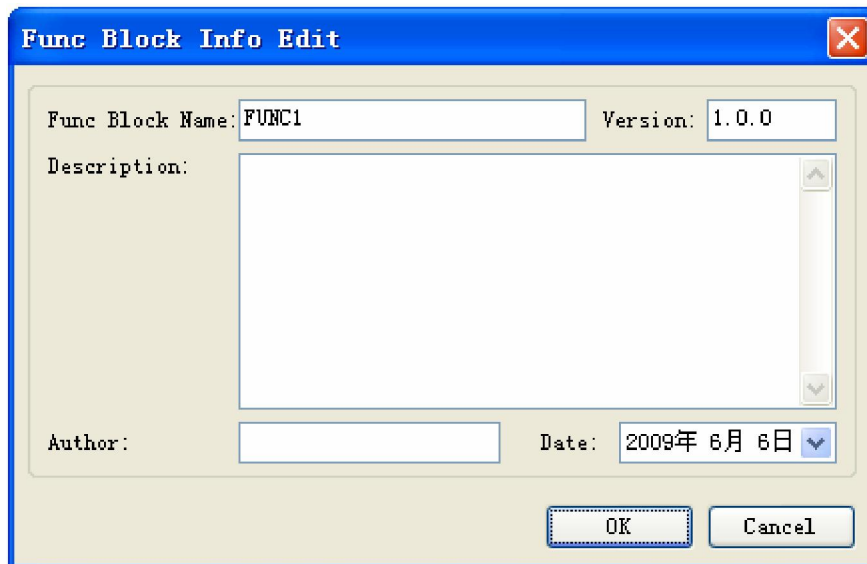 Func Block Info Edit
Func Block Name: FUNC1 Version: 1.0.0
Description:
Author: Date: 2009年 6月 6日
OK Cancel